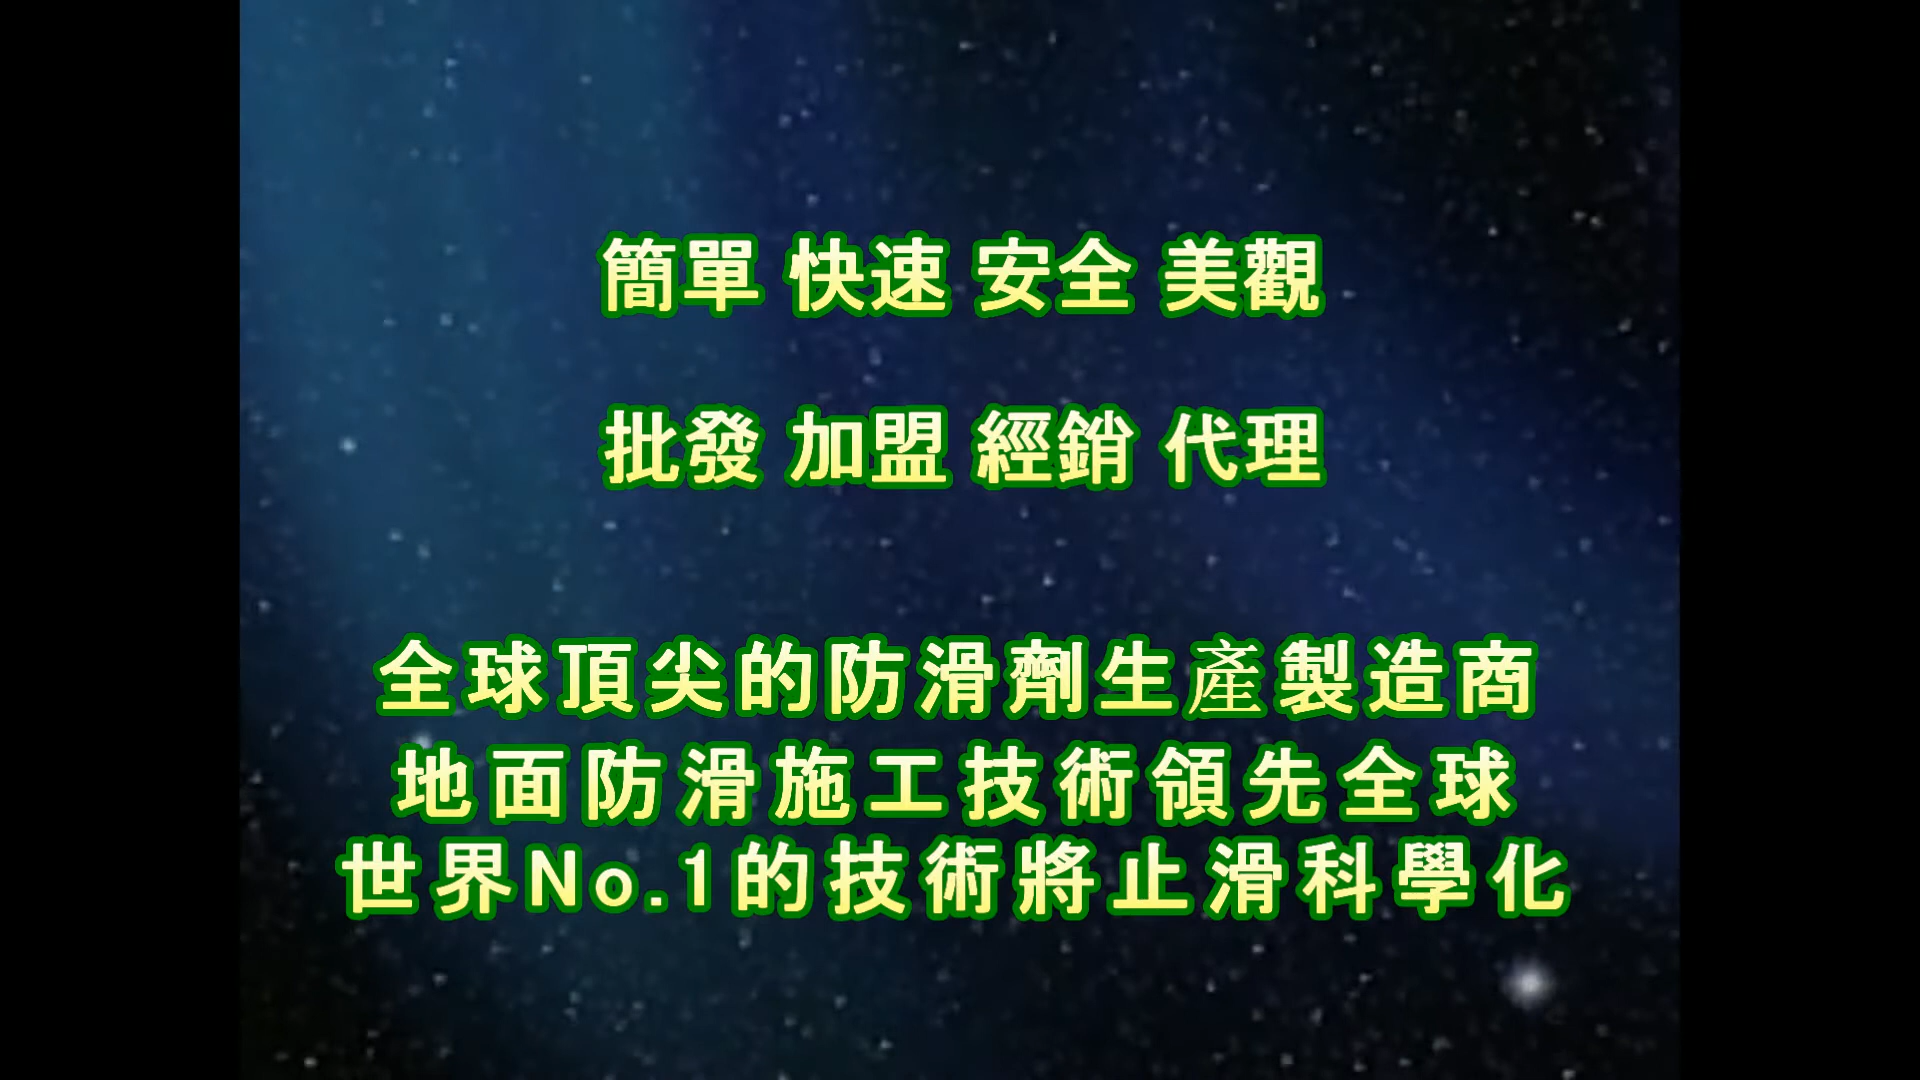 簡單 快速 安全 美觀
批發 加盟 經銷 代理
全球頂尖的防滑劑生產製造商
地面防滑施工技術領先全球
世界No.1的技術將止滑科學化